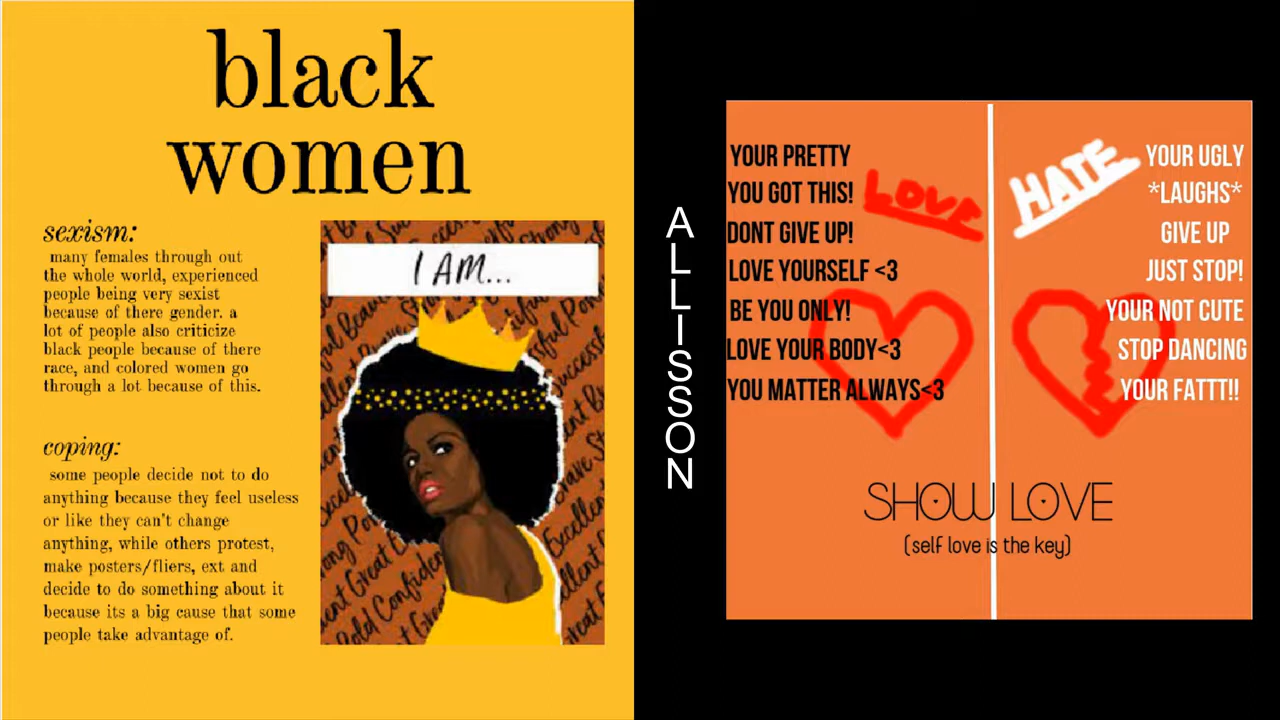 black
women
sexism:
many females through out
the whole world, experienced
people being very sexist
because of there gender. a
lot of people also criticize
black people because of there
race, and colored women go
through a lot because of this.
coping:
some people decide not to do
anything because they feel useless
or like they can't change
anything, while others protest,
make posters/fliers, ext and
decide to do something about it
because its a big cause that some
people take advantage of.
I AM...
ALLISON
YOUR PRETTY
YOU GOT THIS!
DONT GIVE UP!
LOVE YOURSELF <3
BE YOU ONLY!
LOVE YOUR BODY<3
YOU MATTER ALWAYS<3
LOVE
HATE
YOUR UGLY
*LAUGHS*
GIVE UP
JUST STOP!
YOUR NOT CUTE
STOP DANCING
YOUR FATTT!!
SHOW LOVE
(self love is the key)